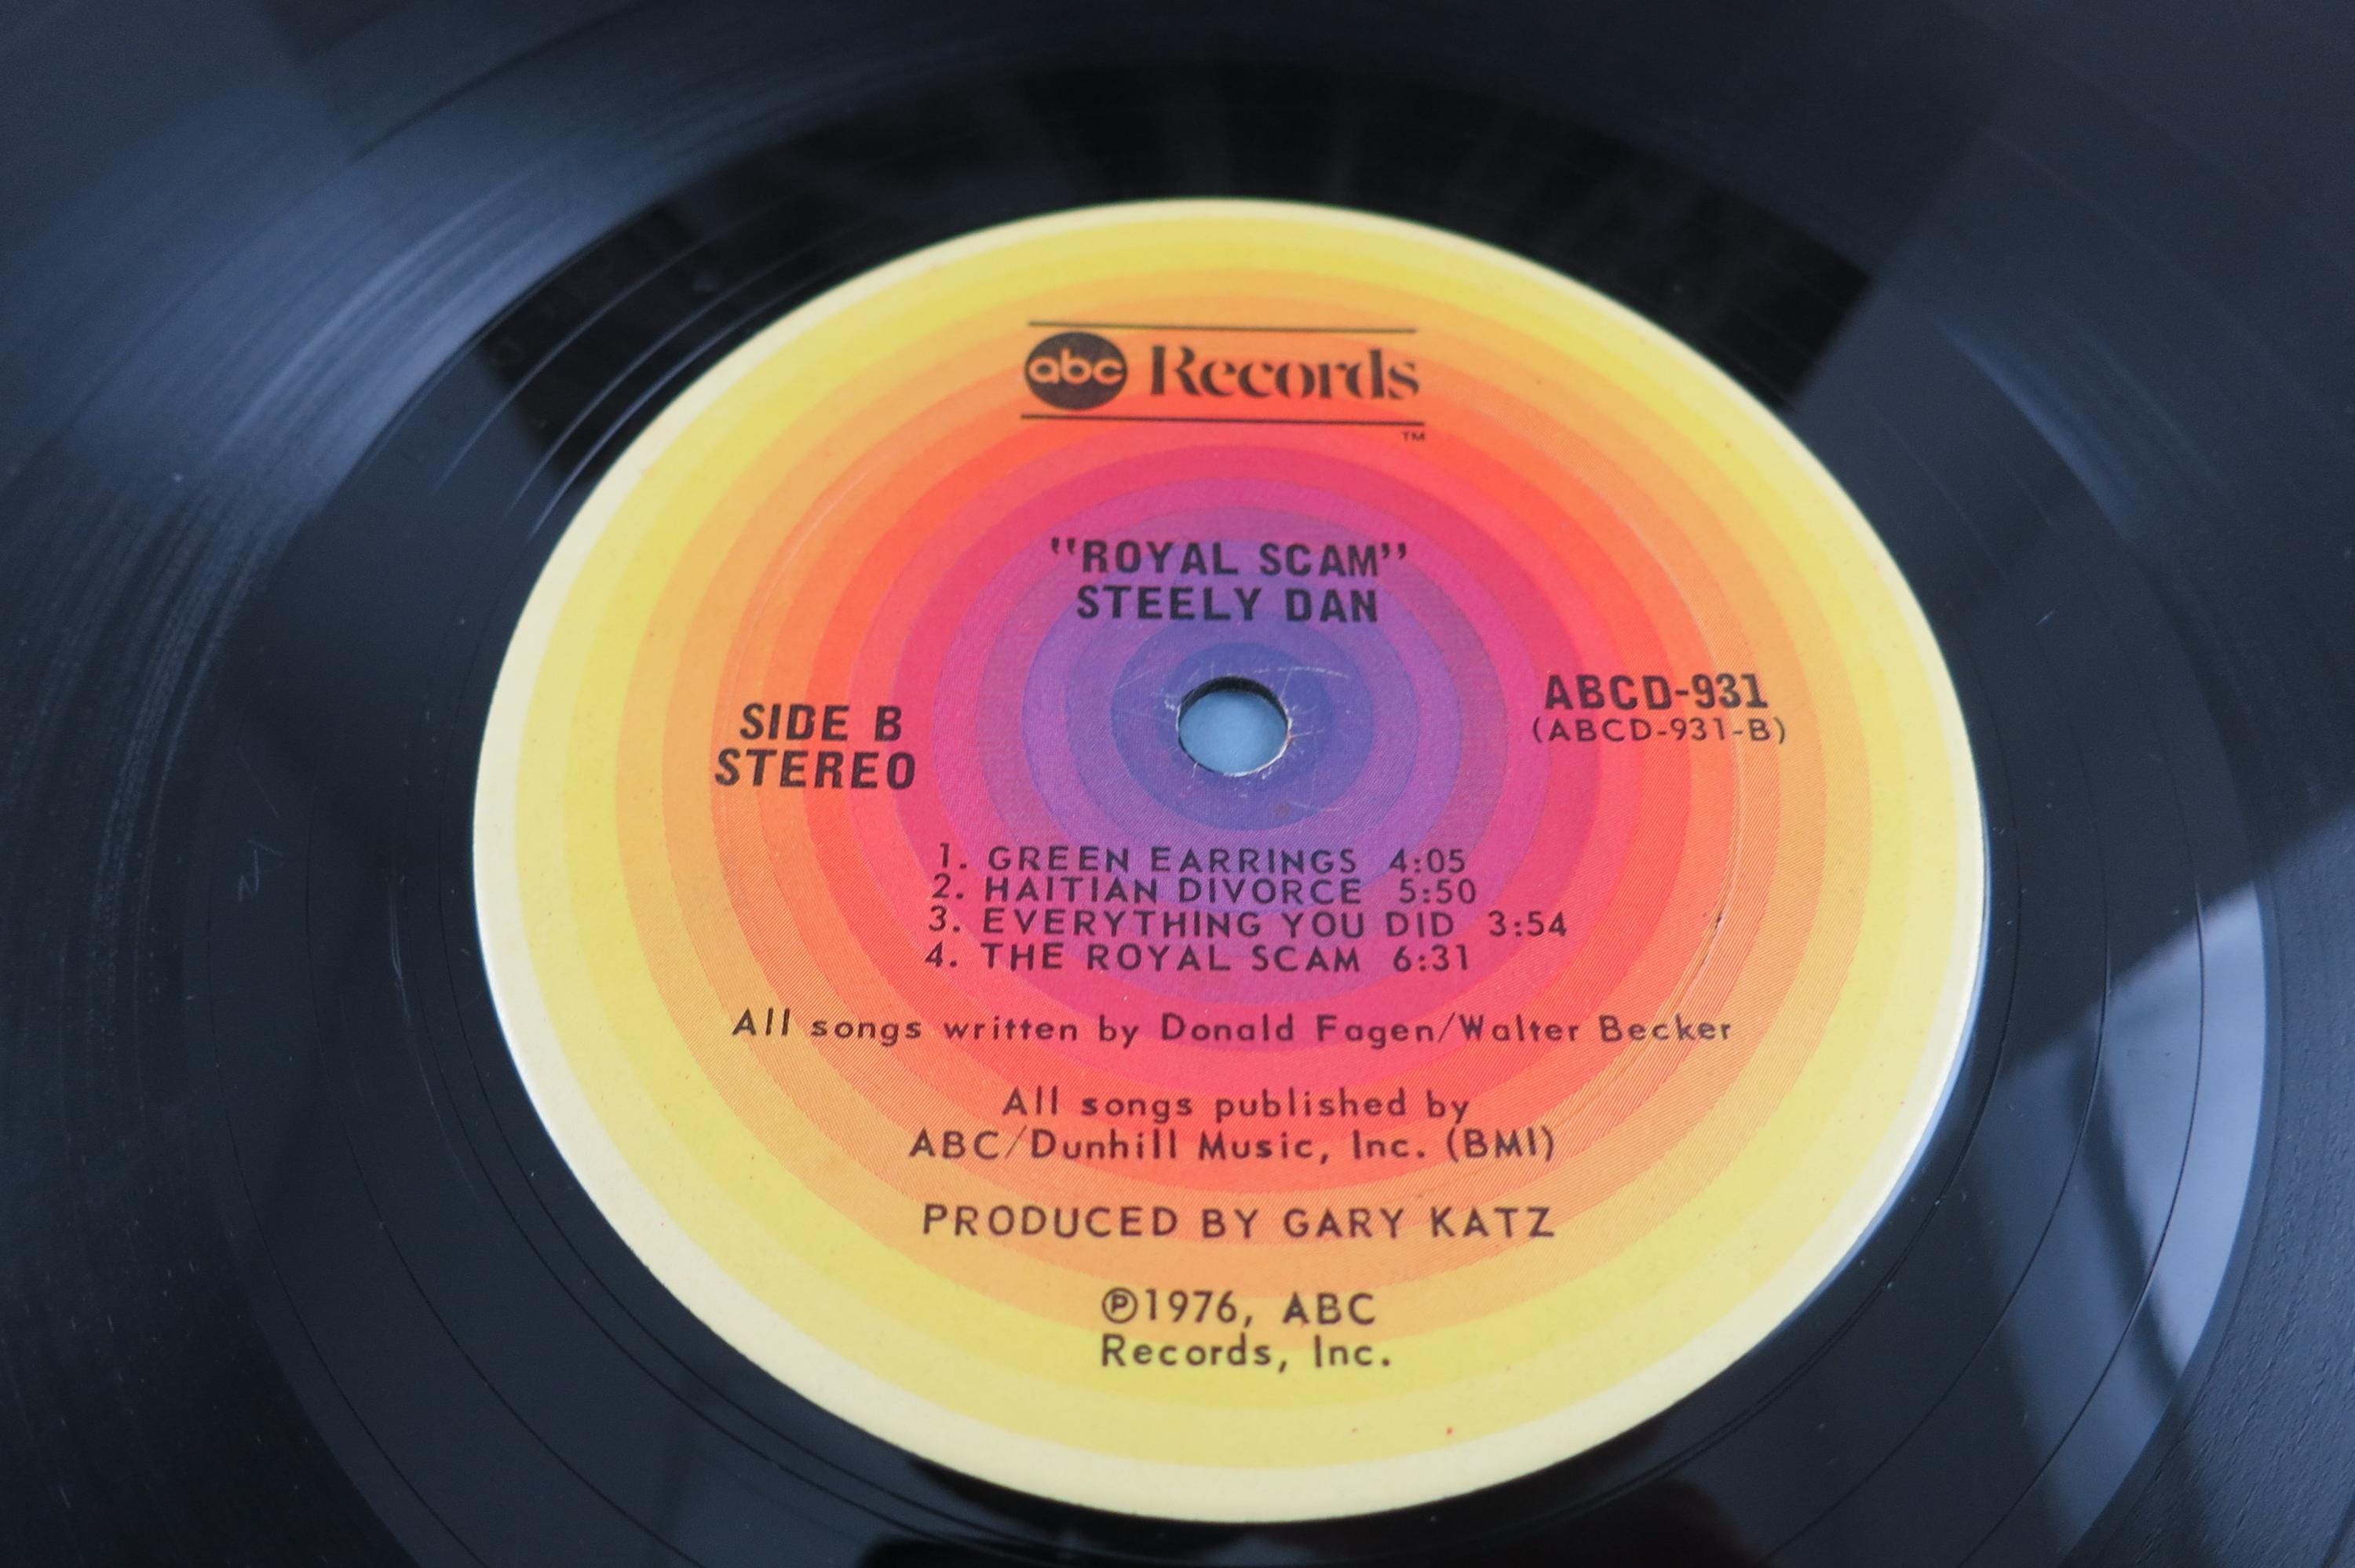 abc Records
TM
"ROYAL SCAM"
STEELY DAN
SIDE B
STEREO
ABCD-931
(ABCD-931-B)
1. GREEN EARRINGS 4:05
2. HAITIAN DIVORCE 5:50
3. EVERYTHING YOU DID 3:54
4. THE ROYAL SCAM 6:31
All songs written by Donald Fagen/Walter Becker
All songs published by
ABC/Dunhill Music, Inc. (BMI)
PRODUCED BY GARY KATZ
℗1976, ABC
Records, Inc.